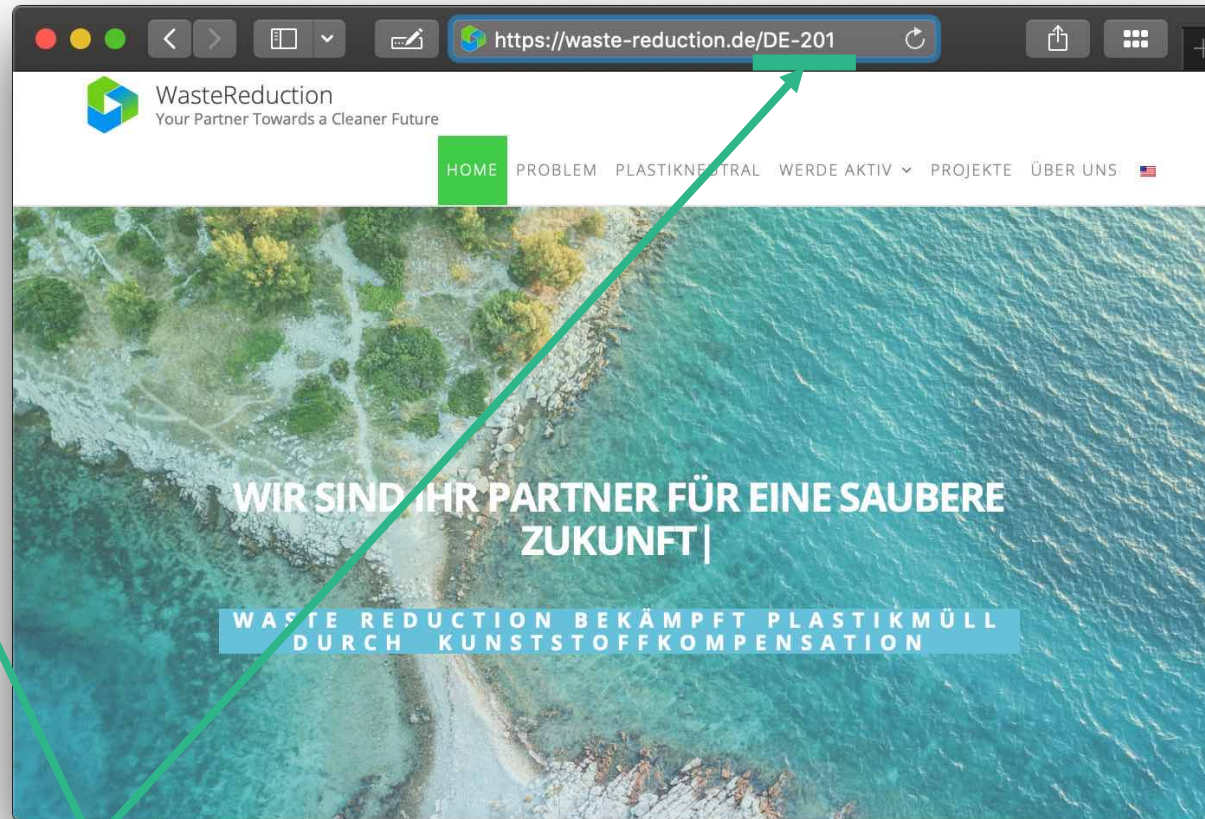 https://waste-reduction.de/DE-201
WasteReduction
Your Partner Towards a Cleaner Future
HOME PROBLEM PLASTIKNEUTRAL WERDE AKTIV PROJEKTE ÜBER UNS
WIR SIND IHR PARTNER FÜR EINE SAUBERE
ZUKUNFT|
WASTE REDUCTION BEKÄMPFT PLASTIKMÜLL
DURCH KUNSTSTOFFKOMPENSATION